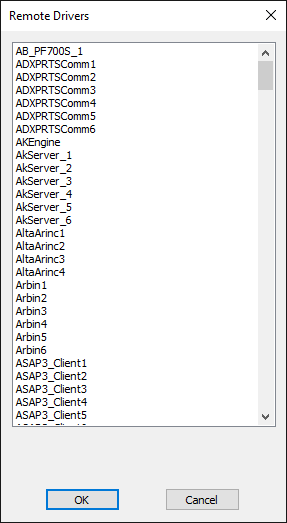 Remote Drivers
AB_PF700S_1
ADXPRTSComm1
ADXPRTSComm2
ADXPRTSComm3
ADXPRTSComm4
ADXPRTSComm5
ADXPRTSComm6
AKEngine
AkServer_1
AkServer_2
AkServer_3
AkServer_4
AkServer_5
AkServer_6
AltaArinc1
AltaArinc2
AltaArinc3
AltaArinc4
Arbin1
Arbin2
Arbin3
Arbin4
Arbin5
Arbin6
ASAP3_Client1
ASAP3_Client2
ASAP3_Client3
ASAP3_Client4
ASAP3_Client5
OK
Cancel